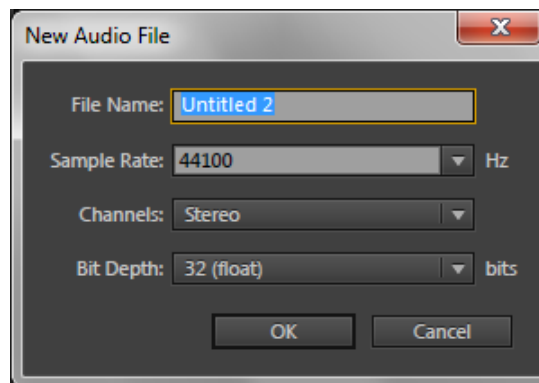 New Audio File
File Name: Untitled 2
Sample Rate: 44100 Hz
Channels: Stereo
Bit Depth: 32 (float) bits
OK Cancel